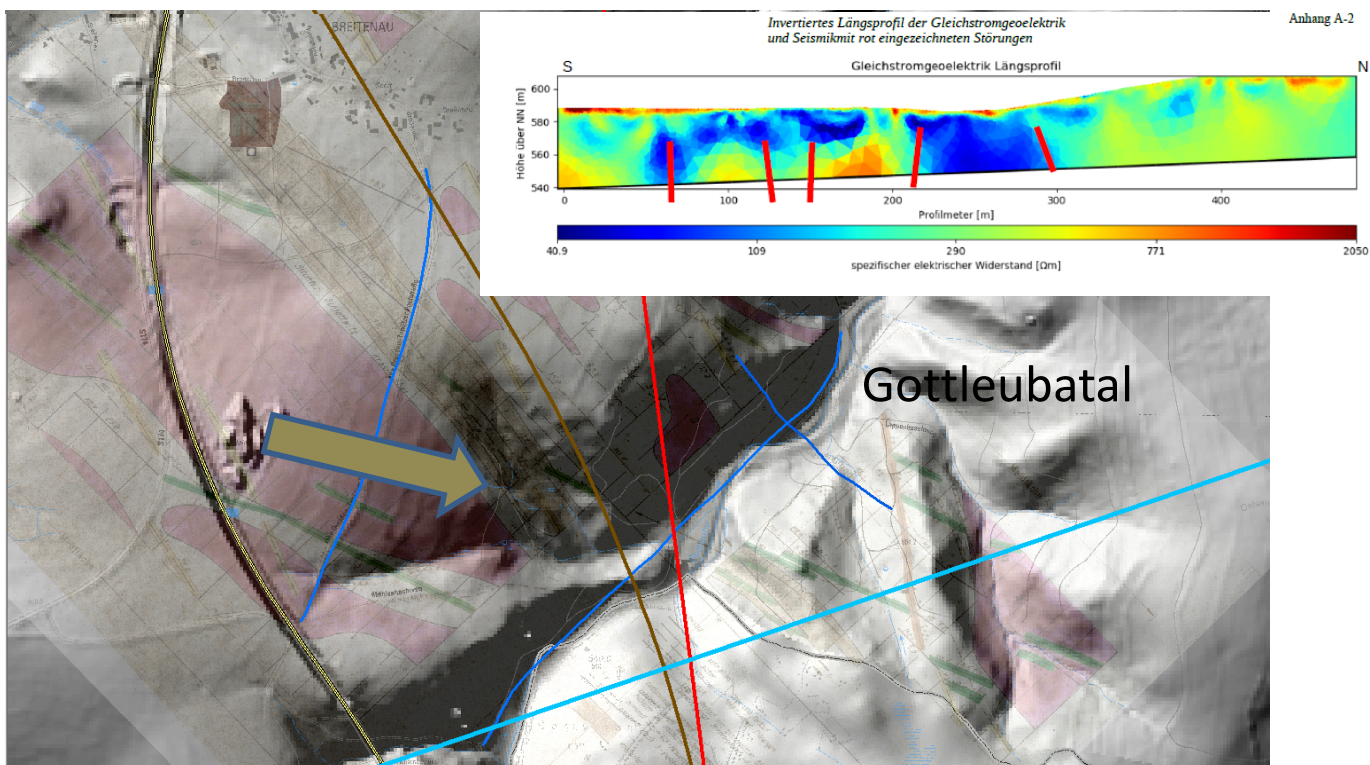 BREITENAU
Invertiertes Längsprofil der Gleichstromgeoelektrik
und Seismikmit rot eingezeichneten Störungen
Anhang A-2
S
Gleichstromgeoelektrik Längsprofil
N
Höhe über NN [m]
600
580
560
540
0
100
200
300
400
Profilmeter [m]
40.9
109
290
771
2050
spezifischer elektrischer Widerstand [Ωm]
Gottleubatal